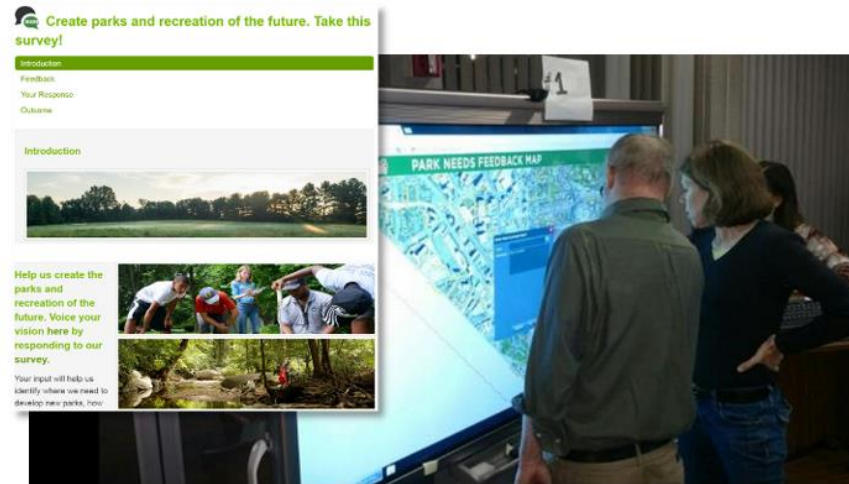 Create parks and recreation of the future. Take this
survey!
Introduction
Feedback
Your Response
Outcome
Introduction
Help us create the
parks and
recreation of the
future. Voice your
vision here by
responding to our
survey.
Your input will help us
identify where we need to
develop new parks, how
#1
PARK NEEDS FEEDBACK MAP